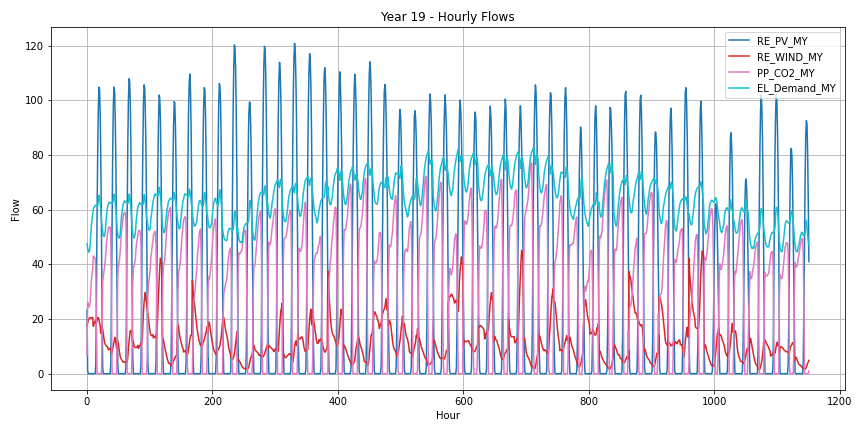 Year 19 - Hourly Flows
RE_PV_MY
RE_WIND_MY
PP_CO2_MY
EL_Demand_MY
Flow
120
100
80
60
40
20
0
0 200 400 600 800 1000 1200
Hour